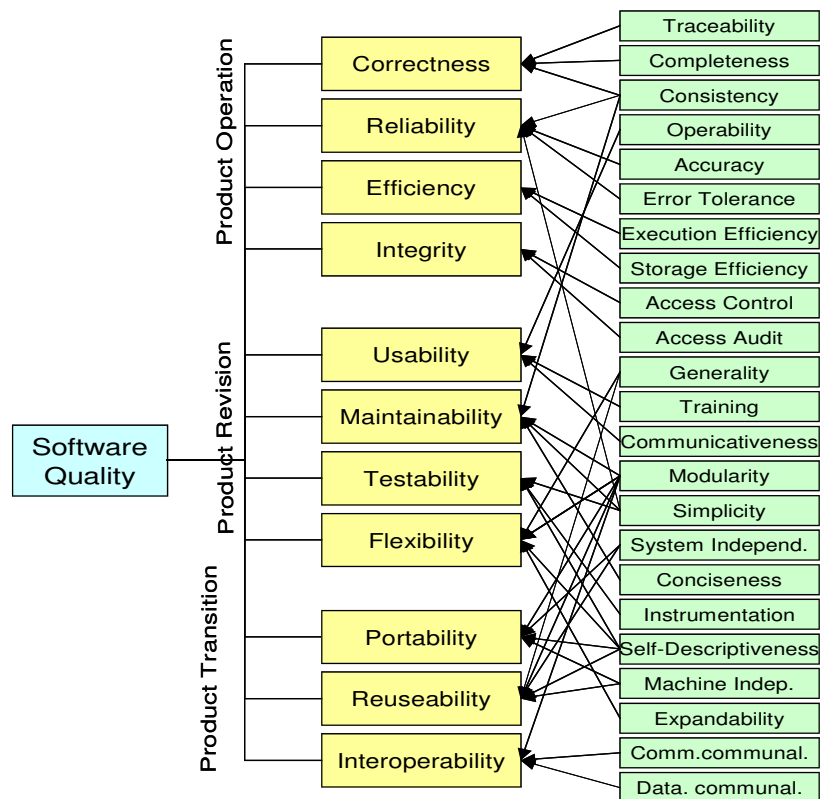 Software
Quality
Product Operation
Product Revision
Product Transition
Correctness
Reliability
Efficiency
Integrity
Usability
Maintainability
Testability
Flexibility
Portability
Reuseability
Interoperability
Traceability
Completeness
Consistency
Operability
Accuracy
Error Tolerance
Execution Efficiency
Storage Efficiency
Access Control
Access Audit
Generality
Training
Communicativeness
Modularity
Simplicity
System Independ.
Conciseness
Instrumentation
Self-Descriptiveness
Machine Indep.
Expandability
Comm.communal.
Data. communal.